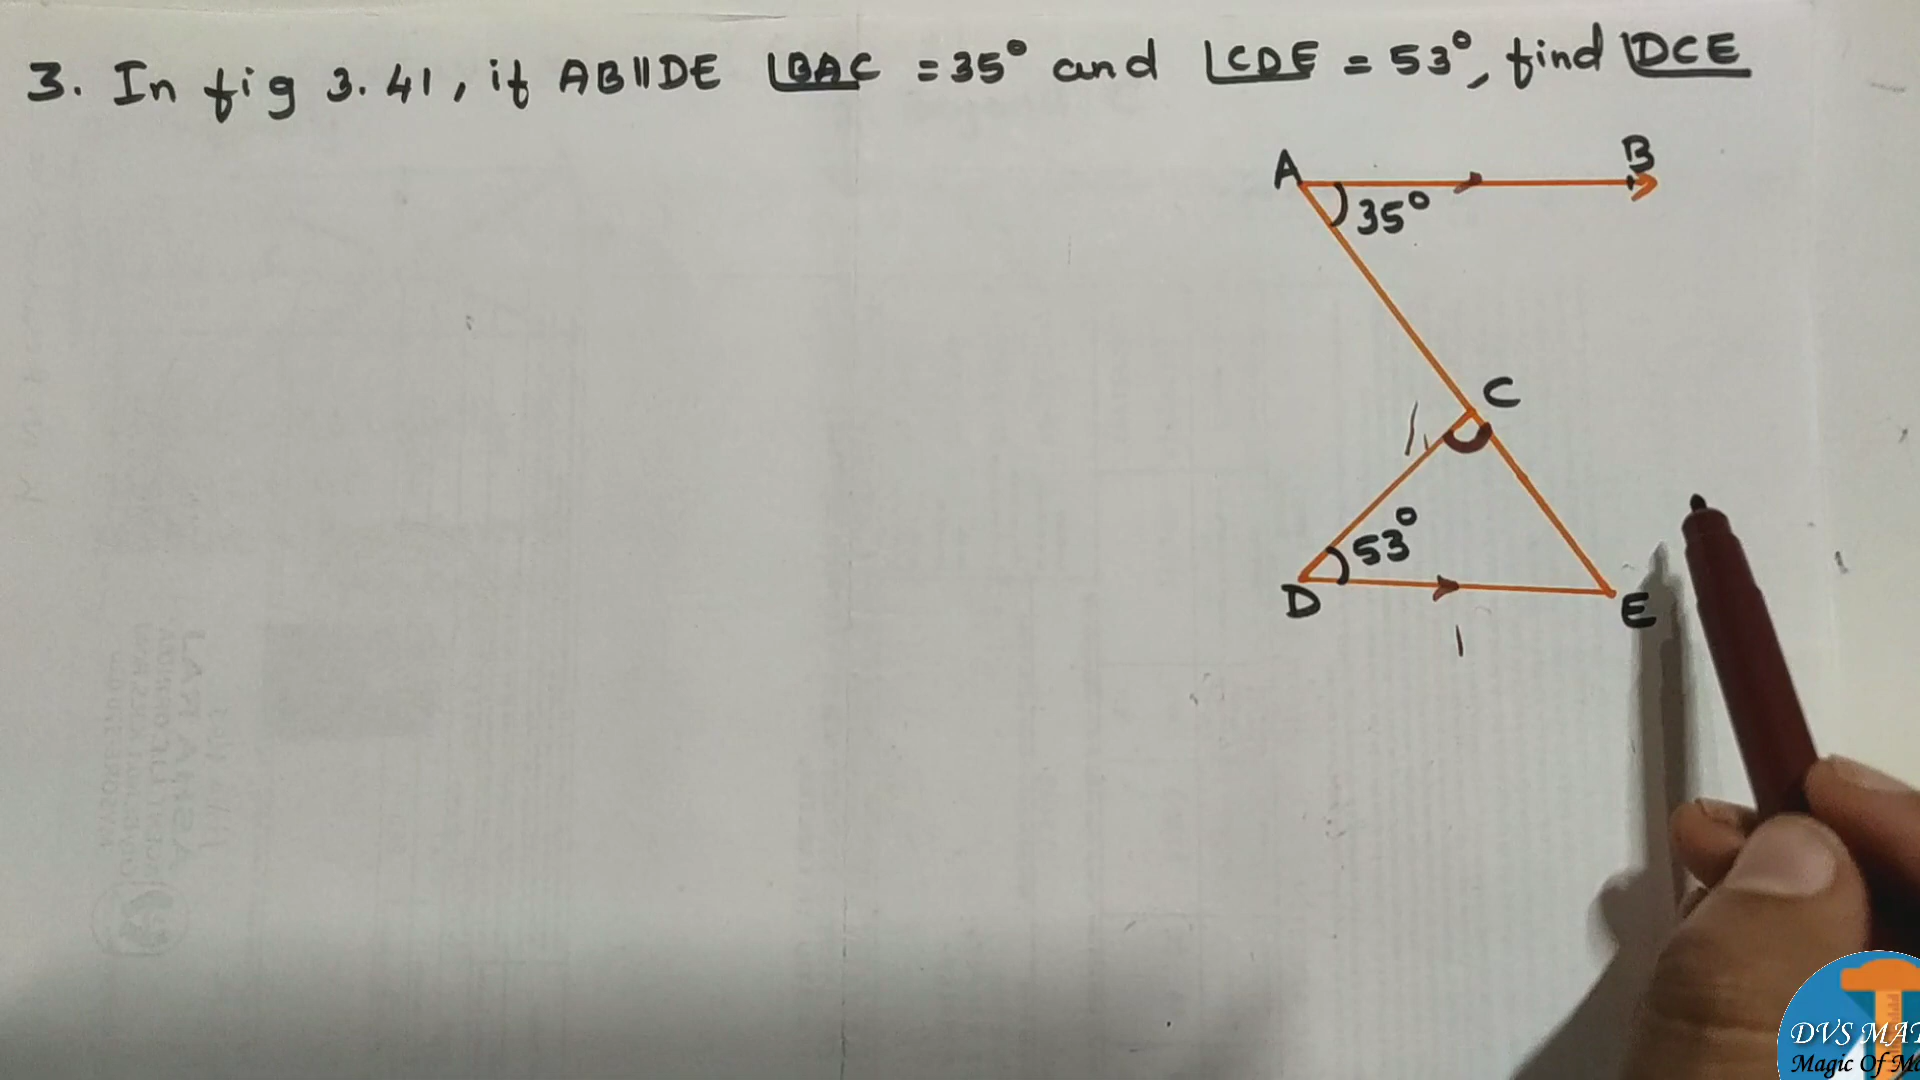 3. In fig 3.41, if AB||DE ∠BAC = 35° and ∠CDE = 53°, find ∠DCE
A
B
35°
C
53°
D
E
DVS MAT
Magic Of Ma